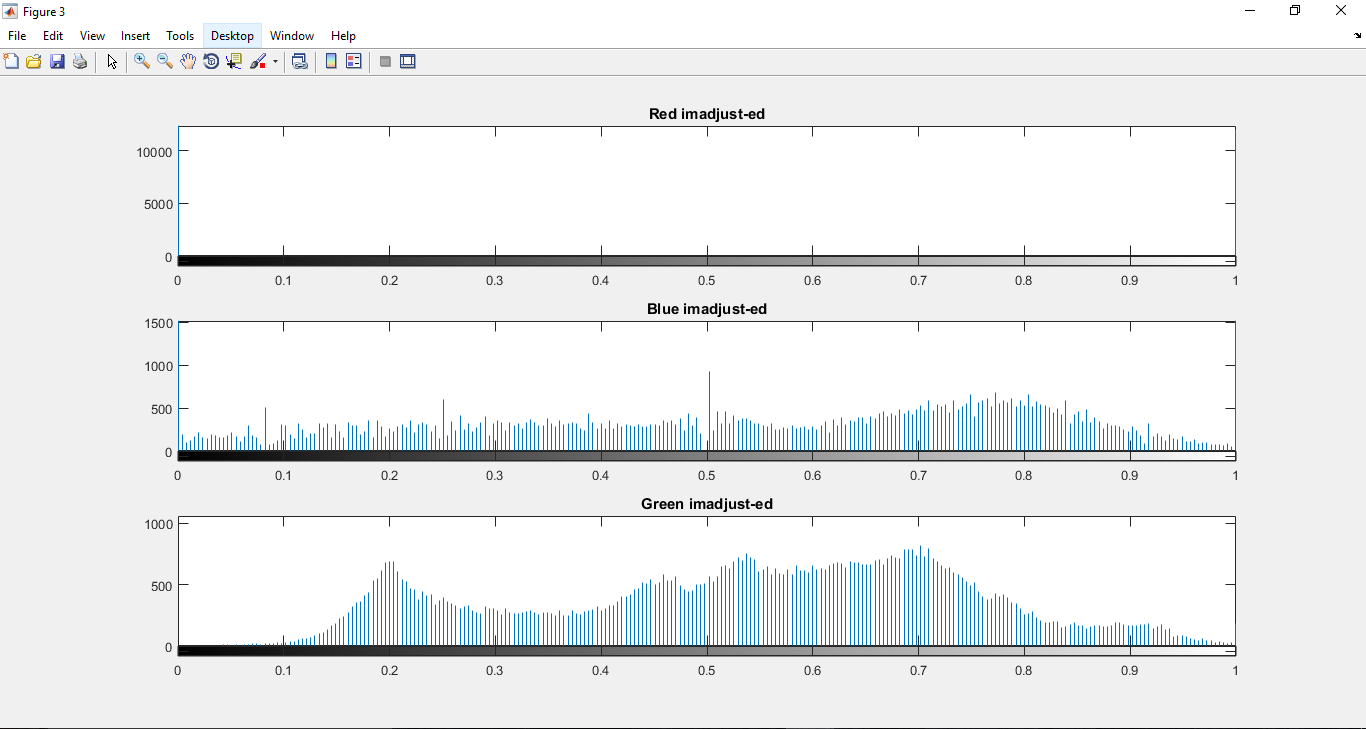 Figure 3
File Edit View Insert Tools Desktop Window Help
Red imadjust-ed
10000
5000
0
0 0.1 0.2 0.3 0.4 0.5 0.6 0.7 0.8 0.9 1
Blue imadjust-ed
1500
1000
500
0
0 0.1 0.2 0.3 0.4 0.5 0.6 0.7 0.8 0.9 1
Green imadjust-ed
1000
500
0
0 0.1 0.2 0.3 0.4 0.5 0.6 0.7 0.8 0.9 1